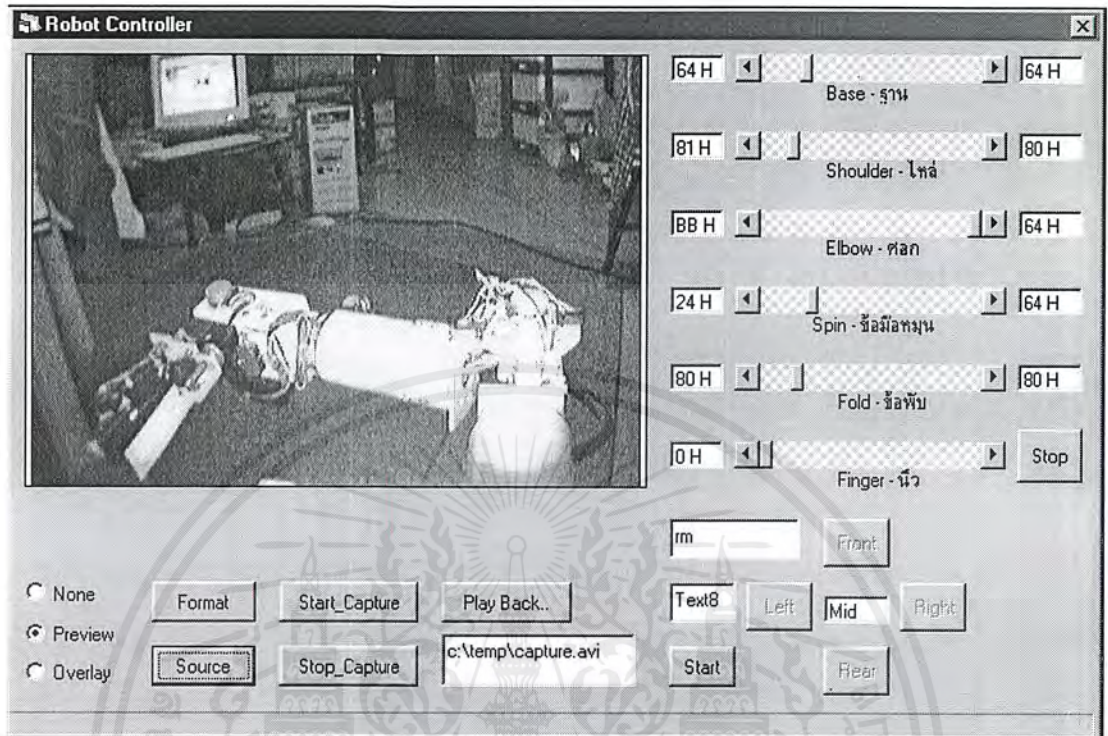 Robot Controller
64 H
64 H
Base - ฐาน
81 H
80 H
Shoulder - ไหล่
BB H
64 H
Elbow - ศอก
24 H
64 H
Spin - ข้อมือหมุน
80 H
80 H
Fold - ข้อพับ
0 H
Stop
Finger - นิ้ว
rm
Front
None
Format
Start_Capture
Play Back..
Text8
Left
Mid
Right
Preview
Overlay
Source
Stop_Capture
c:\temp\capture.avi
Start
Rear